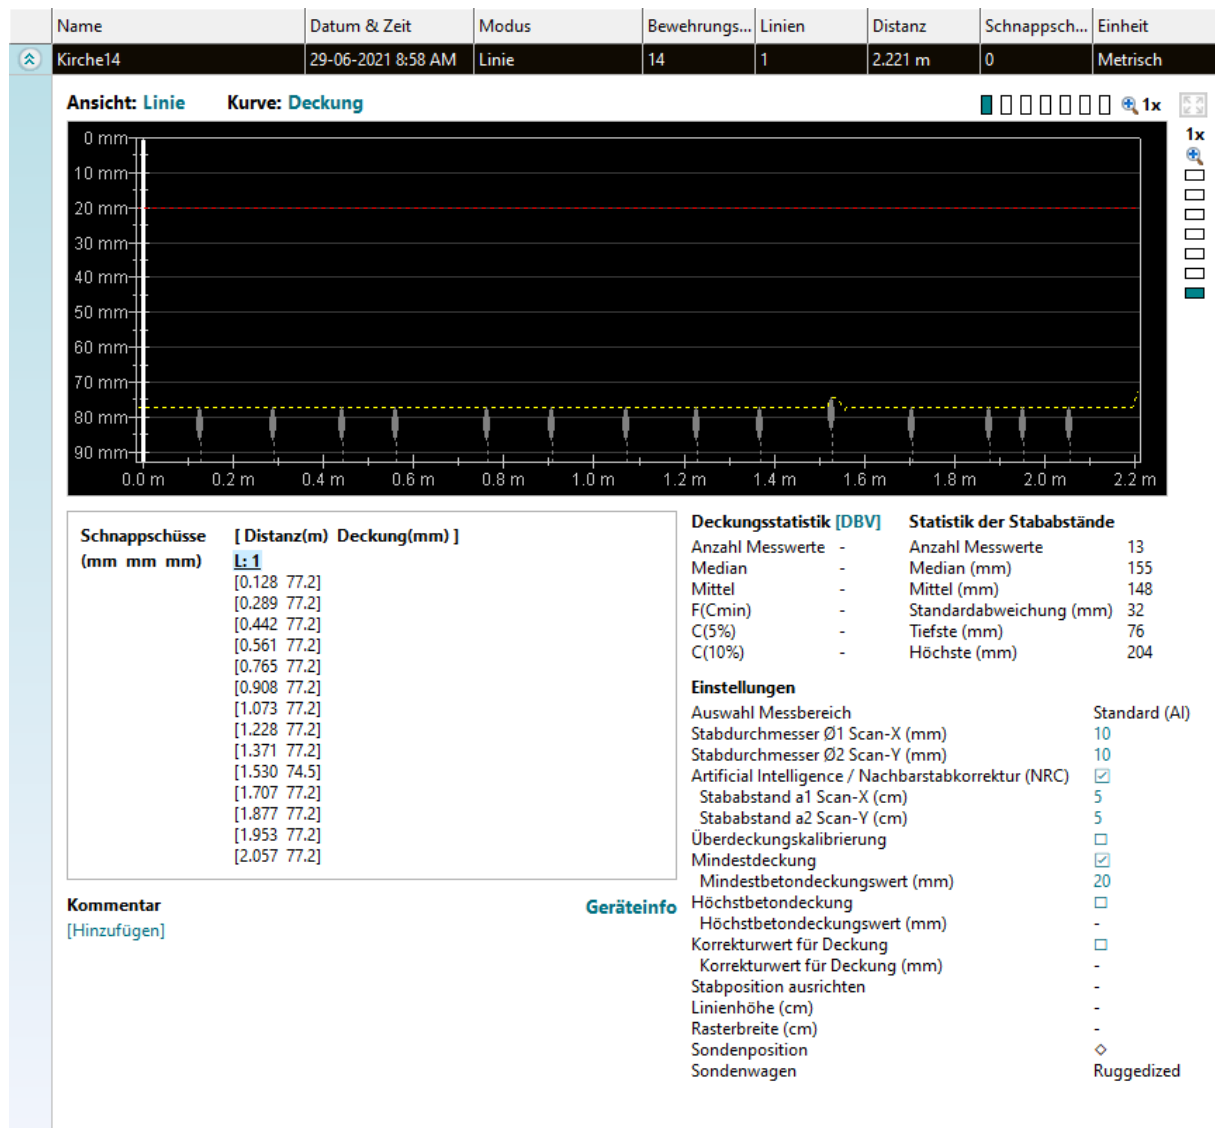 Name Datum & Zeit Modus Bewehrungs... Linien Distanz Schnappsch... Einheit
Kirche14 29-06-2021 8:58 AM Linie 14 1 2.221 m 0 Metrisch
Ansicht: Linie Kurve: Deckung 1x
1x
0 mm
10 mm
20 mm
30 mm
40 mm
50 mm
60 mm
70 mm
80 mm
90 mm
0.0 m 0.2 m 0.4 m 0.6 m 0.8 m 1.0 m 1.2 m 1.4 m 1.6 m 1.8 m 2.0 m 2.2 m
Schnappschüsse [ Distanz(m) Deckung(mm) ]
(mm mm mm) L: 1
[0.128 77.2]
[0.289 77.2]
[0.442 77.2]
[0.561 77.2]
[0.765 77.2]
[0.908 77.2]
[1.073 77.2]
[1.228 77.2]
[1.371 77.2]
[1.530 74.5]
[1.707 77.2]
[1.877 77.2]
[1.953 77.2]
[2.057 77.2]
Kommentar Geräteinfo
[Hinzufügen]
Deckungsstatistik [DBV] Statistik der Stababstände
Anzahl Messwerte - Anzahl Messwerte 13
Median - Median (mm) 155
Mittel - Mittel (mm) 148
F(Cmin) - Standardabweichung (mm) 32
C(5%) - Tiefste (mm) 76
C(10%) - Höchste (mm) 204
Einstellungen
Auswahl Messbereich Standard (AI)
Stabdurchmesser Ø1 Scan-X (mm) 10
Stabdurchmesser Ø2 Scan-Y (mm) 10
Artificial Intelligence / Nachbarstabkorrektur (NRC) ☑
Stababstand a1 Scan-X (cm) 5
Stababstand a2 Scan-Y (cm) 5
Überdeckungskalibrierung ☐
Mindestdeckung ☑
Mindestbetondeckungswert (mm) 20
Höchstbetondeckung ☐
Höchstbetondeckungswert (mm) -
Korrekturwert für Deckung ☐
Korrekturwert für Deckung (mm) -
Stabposition ausrichten -
Linienhöhe (cm) -
Rasterbreite (cm) -
Sondenposition ◇
Sondenwagen Ruggedized